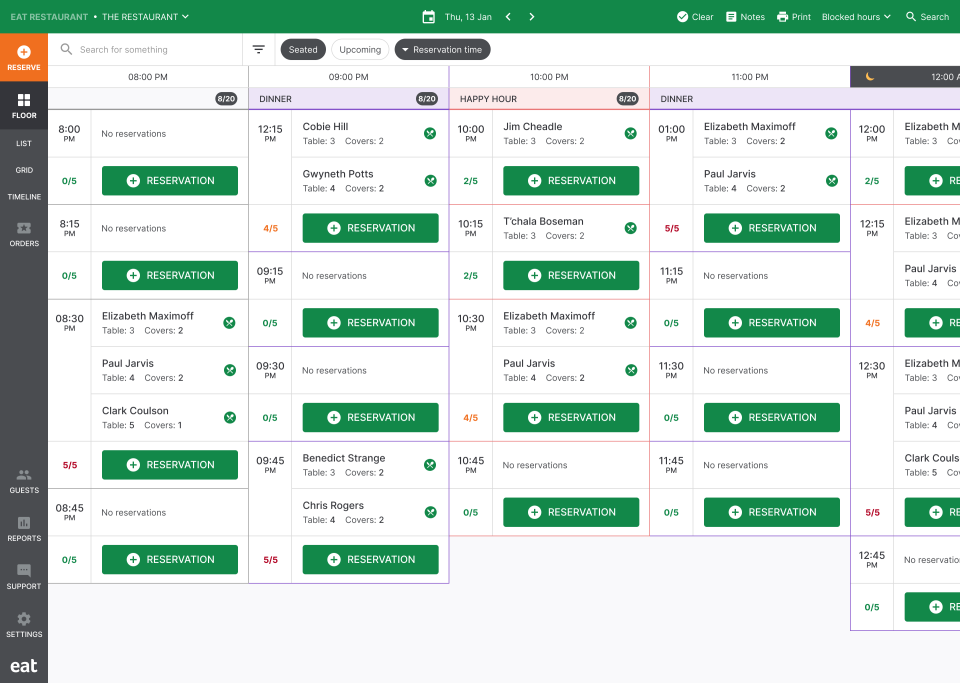 EAT RESTAURANT • THE RESTAURANT
Thu, 13 Jan
Clear
Notes
Print
Blocked hours
Search
RESERVE
FLOOR
LIST
GRID
TIMELINE
ORDERS
GUESTS
REPORTS
SUPPORT
SETTINGS
eat
Search for something
Seated
Upcoming
Reservation time
08:00 PM
8/20
8:00 PM
No reservations
0/5
RESERVATION
8:15 PM
No reservations
0/5
RESERVATION
08:30 PM
Elizabeth Maximoff
Table: 3 Covers: 2
Paul Jarvis
Table: 4 Covers: 2
Clark Coulson
Table: 5 Covers: 1
5/5
RESERVATION
08:45 PM
No reservations
0/5
RESERVATION
09:00 PM
DINNER
8/20
12:15 PM
Cobie Hill
Table: 3 Covers: 2
Gwyneth Potts
Table: 4 Covers: 2
4/5
RESERVATION
09:15 PM
No reservations
0/5
RESERVATION
09:30 PM
No reservations
0/5
RESERVATION
09:45 PM
Benedict Strange
Table: 3 Covers: 2
Chris Rogers
Table: 4 Covers: 2
5/5
RESERVATION
10:00 PM
HAPPY HOUR
8/20
10:00 PM
Jim Cheadle
Table: 3 Covers: 2
2/5
RESERVATION
10:15 PM
T'chala Boseman
Table: 3 Covers: 2
2/5
RESERVATION
10:30 PM
Elizabeth Maximoff
Table: 3 Covers: 2
Paul Jarvis
Table: 4 Covers: 2
4/5
RESERVATION
10:45 PM
No reservations
0/5
RESERVATION
11:00 PM
DINNER
01:00 PM
Elizabeth Maximoff
Table: 3 Covers: 2
Paul Jarvis
Table: 4 Covers: 2
5/5
RESERVATION
11:15 PM
No reservations
0/5
RESERVATION
11:30 PM
No reservations
0/5
RESERVATION
11:45 PM
No reservations
0/5
RESERVATION
12:00 A
12:00 PM
Elizabeth M
Table: 3 Co
2/5
RE
12:15 PM
Elizabeth M
Table: 3 Co
Paul Jarvis
Table: 4 Co
4/5
RE
12:30 PM
Elizabeth M
Table: 3 Co
Paul Jarvis
Table: 4 Co
Clark Couls
Table: 5 Co
5/5
RE
12:45 PM
No reservatio
0/5
RE